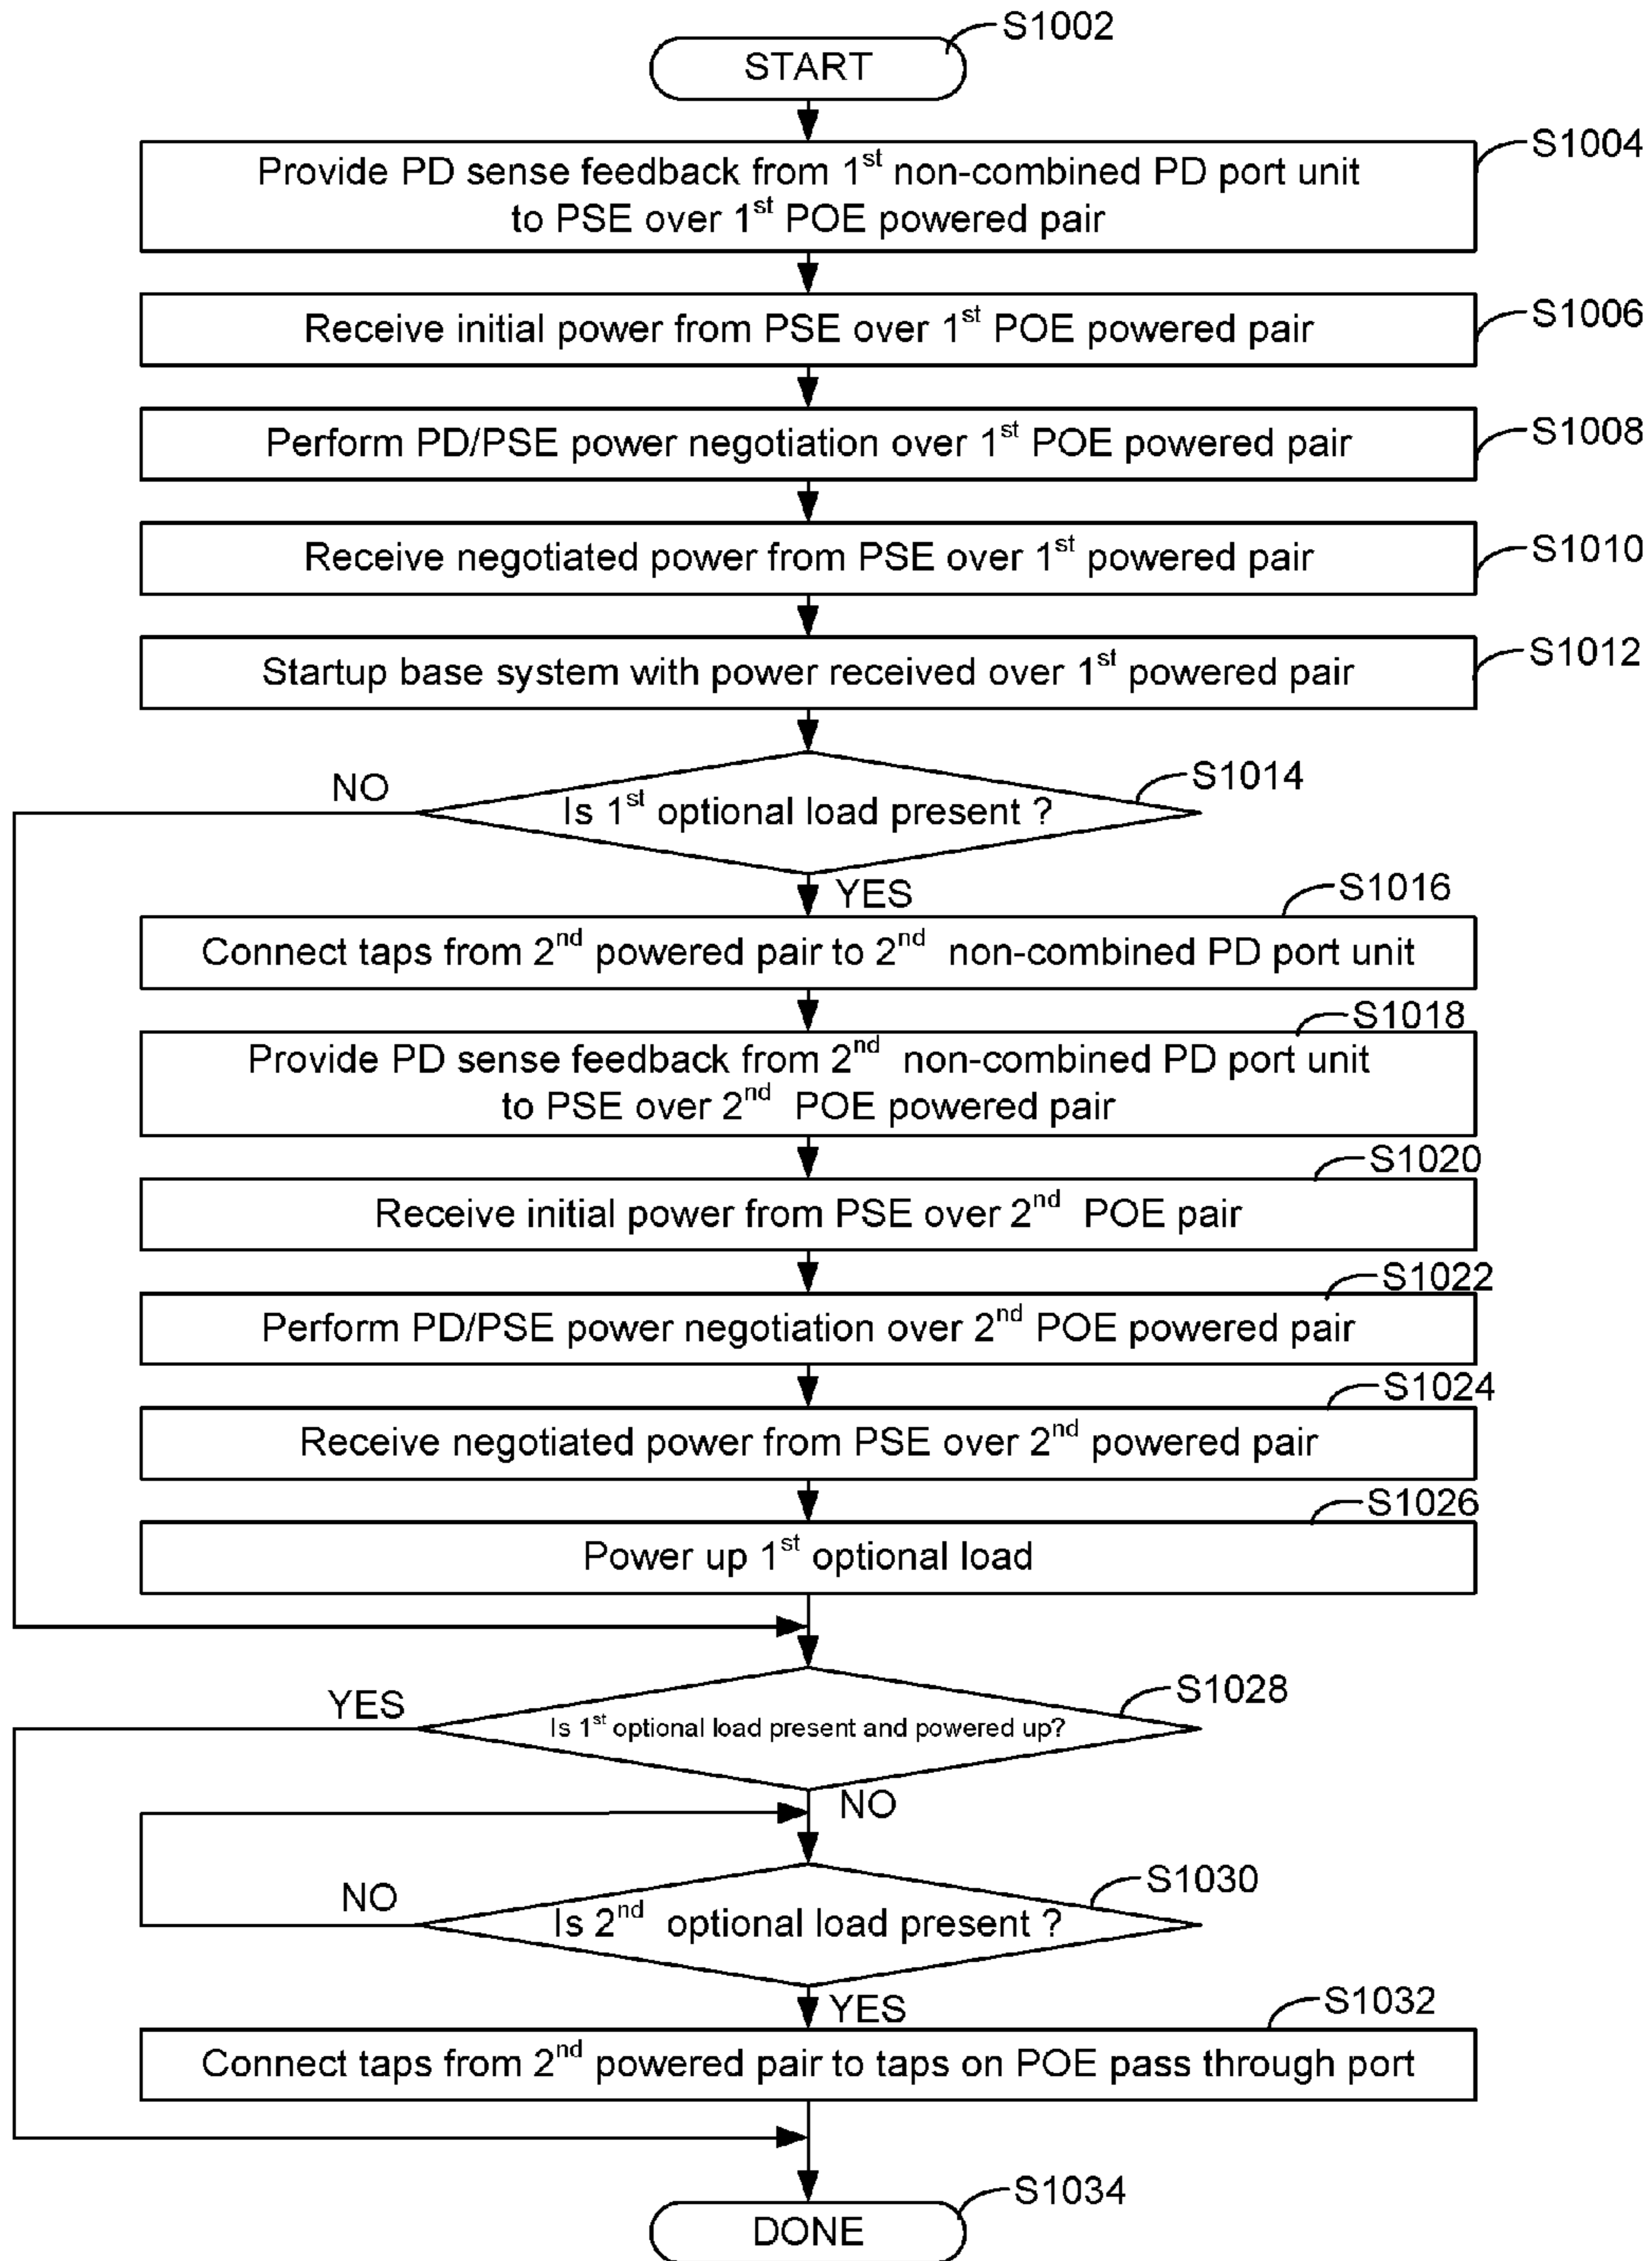 S1002
START
S1004
Provide PD sense feedback from 1st non-combined PD port unit
to PSE over 1st POE powered pair
S1006
Receive initial power from PSE over 1st POE powered pair
S1008
Perform PD/PSE power negotiation over 1st POE powered pair
S1010
Receive negotiated power from PSE over 1st powered pair
S1012
Startup base system with power received over 1st powered pair
S1014
NO
Is 1st optional load present ?
YES
S1016
Connect taps from 2nd powered pair to 2nd non-combined PD port unit
S1018
Provide PD sense feedback from 2nd non-combined PD port unit
to PSE over 2nd POE powered pair
S1020
Receive initial power from PSE over 2nd POE pair
S1022
Perform PD/PSE power negotiation over 2nd POE powered pair
S1024
Receive negotiated power from PSE over 2nd powered pair
S1026
Power up 1st optional load
S1028
YES
Is 1st optional load present and powered up?
NO
S1030
NO
Is 2nd optional load present ?
YES
S1032
Connect taps from 2nd powered pair to taps on POE pass through port
S1034
DONE